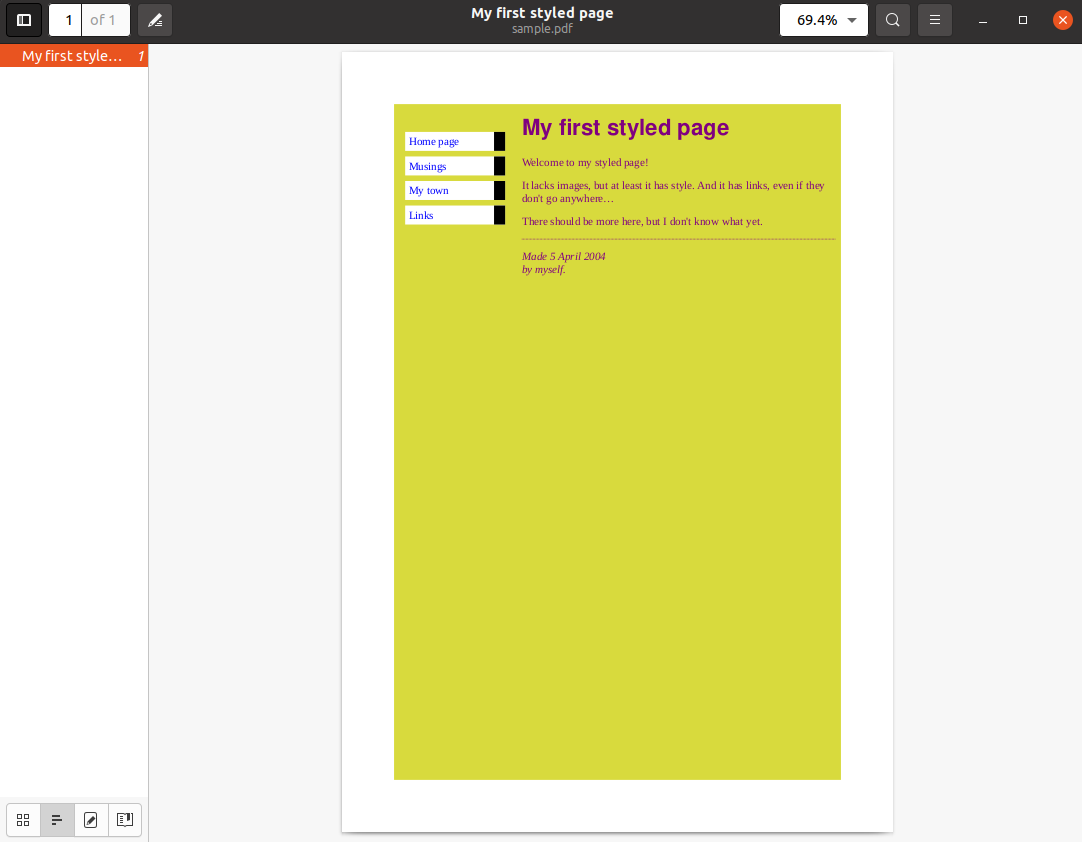 My first styled page
sample.pdf
1 of 1
69.4%
My first style… 1
Home page
Musings
My town
Links
My first styled page
Welcome to my styled page!
It lacks images, but at least it has style. And it has links, even if they
don't go anywhere…
There should be more here, but I don't know what yet.
Made 5 April 2004
by myself.